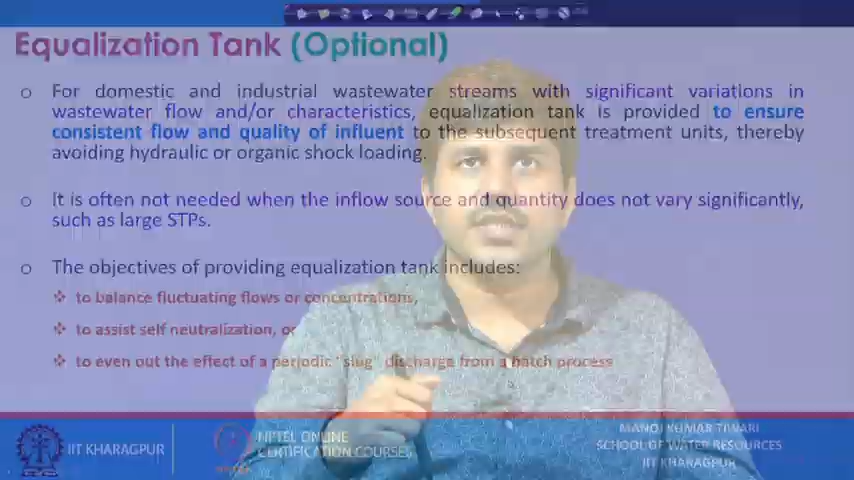 Equalization Tank (Optional)
o For domestic and industrial wastewater streams with significant variations in
wastewater flow and/or characteristics, equalization tank is provided to ensure
consistent flow and quality of influent to the subsequent treatment units, thereby
avoiding hydraulic or organic shock loading.
o It is often not needed when the inflow source and quantity does not vary significantly,
such as large STPs.
o The objectives of providing equalization tank includes:
❖ to balance fluctuating flows or concentrations,
❖ to assist self neutralization, or
❖ to even out the effect of a periodic "slug" discharge from a batch process
IIT KHARAGPUR
NPTEL ONLINE
CERTIFICATION COURSES
MANOJ KUMAR TIWARI
SCHOOL OF WATER RESOURCES
IIT KHARAGPUR